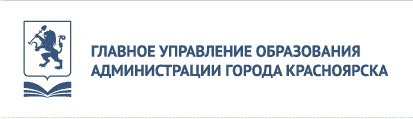 ГЛАВНОЕ УПРАВЛЕНИЕ ОБРАЗОВАНИЯ
АДМИНИСТРАЦИИ ГОРОДА КРАСНОЯРСКА